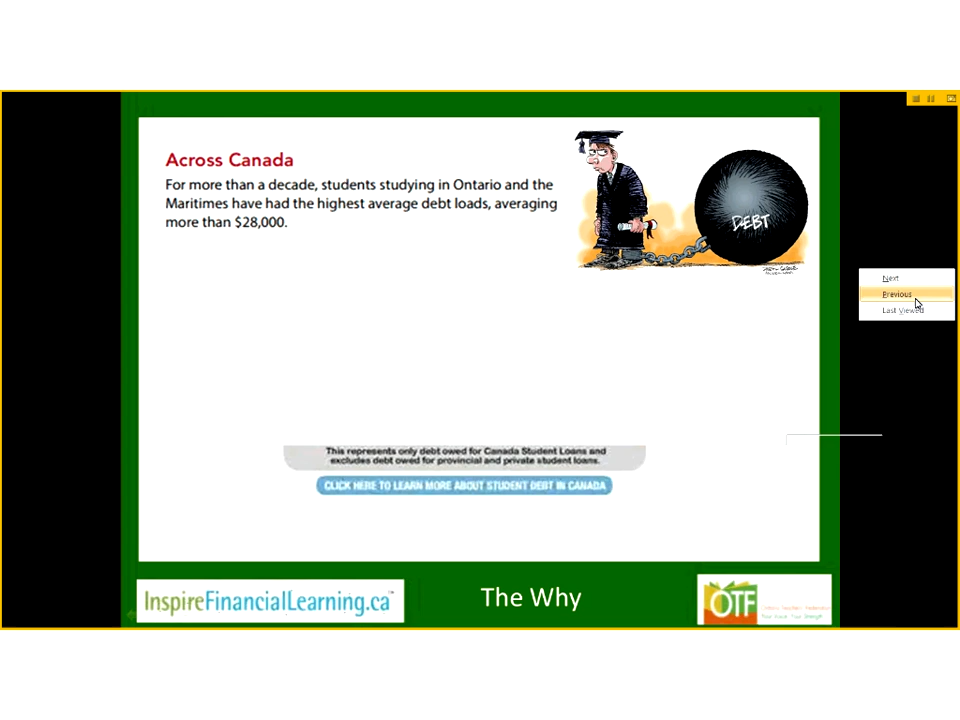 Across Canada
For more than a decade, students studying in Ontario and the
Maritimes have had the highest average debt loads, averaging
more than $28,000.
DEBT
Next
Previous
Last Viewed
This represents only debt owed for Canada Student Loans and
excludes debt owed for provincial and private student loans.
CLICK HERE TO LEARN MORE ABOUT STUDENT DEBT IN CANADA
InspireFinancialLearning.ca
The Why
OTF